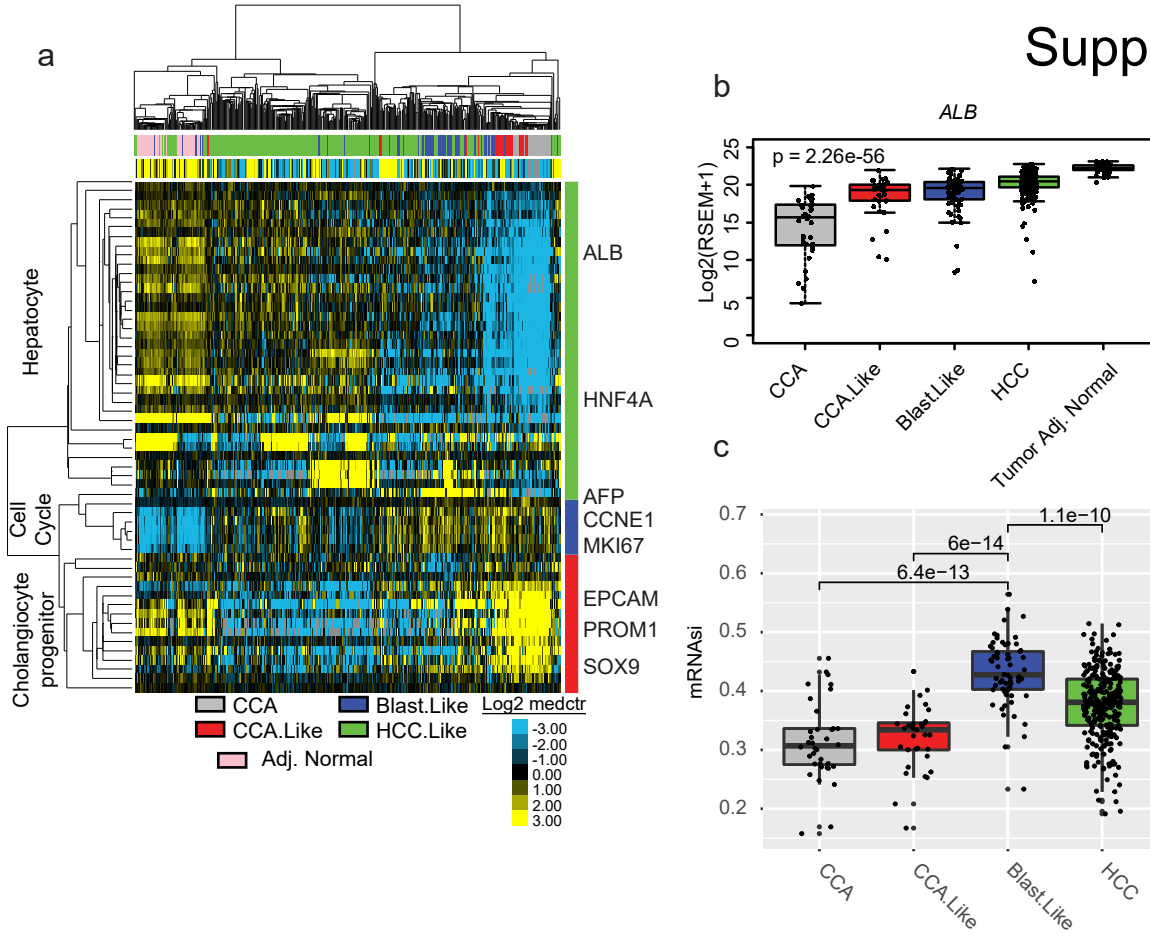 Supp
a
Hepatocyte
Cell
Cycle
Cholangiocyte
progenitor
ALB
HNF4A
AFP
CCNE1
MKI67
EPCAM
PROM1
SOX9
CCA
Blast.Like
CCA.Like
HCC.Like
Adj. Normal
Log2 medctr
-3.00
-2.00
-1.00
0.00
1.00
2.00
3.00
b
ALB
p = 2.26e-56
Log2(RSEM+1)
25
20
15
10
5
0
CCA
CCA.Like
Blast.Like
HCC
Tumor Adj. Normal
c
1.1e−10
6e−14
6.4e−13
mRNAsi
0.7
0.6
0.5
0.4
0.3
0.2
CCA
CCA.Like
Blast.Like
HCC